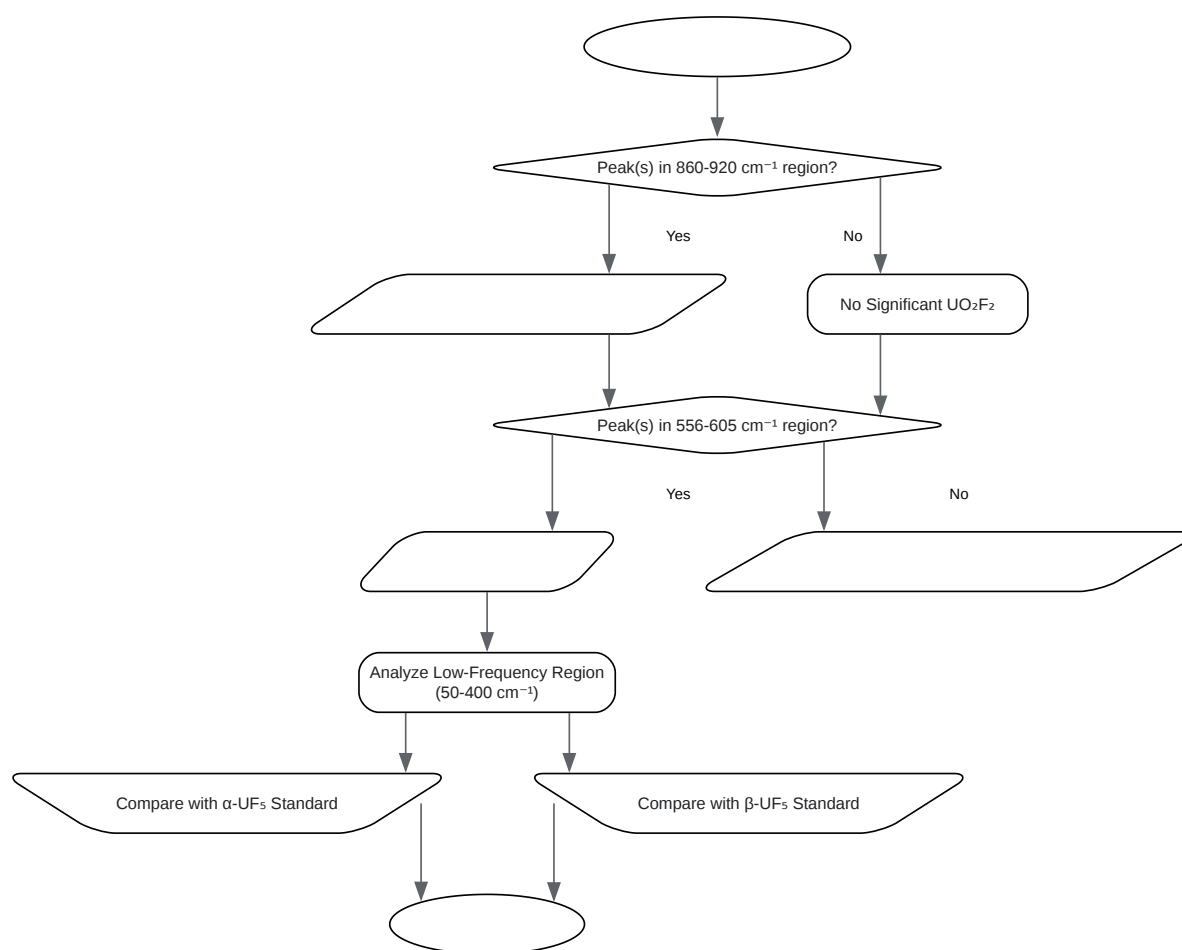 Peak(s) in 860-920 cm⁻¹ region?
Yes
No
No Significant UO₂F₂
Peak(s) in 556-605 cm⁻¹ region?
Yes
No
Analyze Low-Frequency Region
(50-400 cm⁻¹)
Compare with α-UF₅ Standard
Compare with β-UF₅ Standard